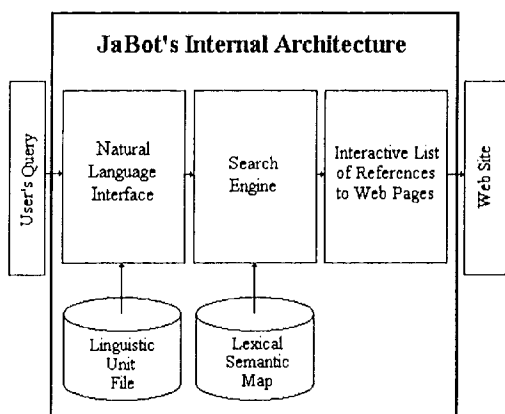 JaBot's Internal Architecture
User's Query
Natural
Language
Interface
Search
Engine
Interactive List
of References
to Web Pages
Web Site
Linguistic
Unit
File
Lexical
Semantic
Map